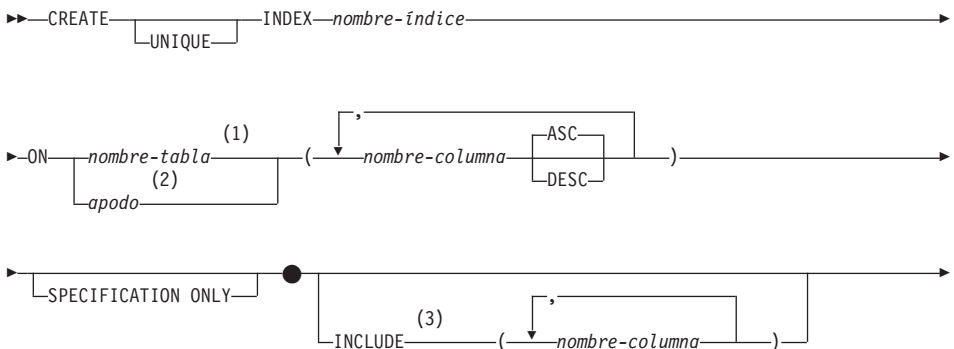 CREATE INDEX nombre-índice
UNIQUE
,
(1) ASC
ON nombre-tabla ( nombre-columna )
(2) DESC
apodo
SPECIFICATION ONLY
,
(3)
INCLUDE ( nombre-columna )